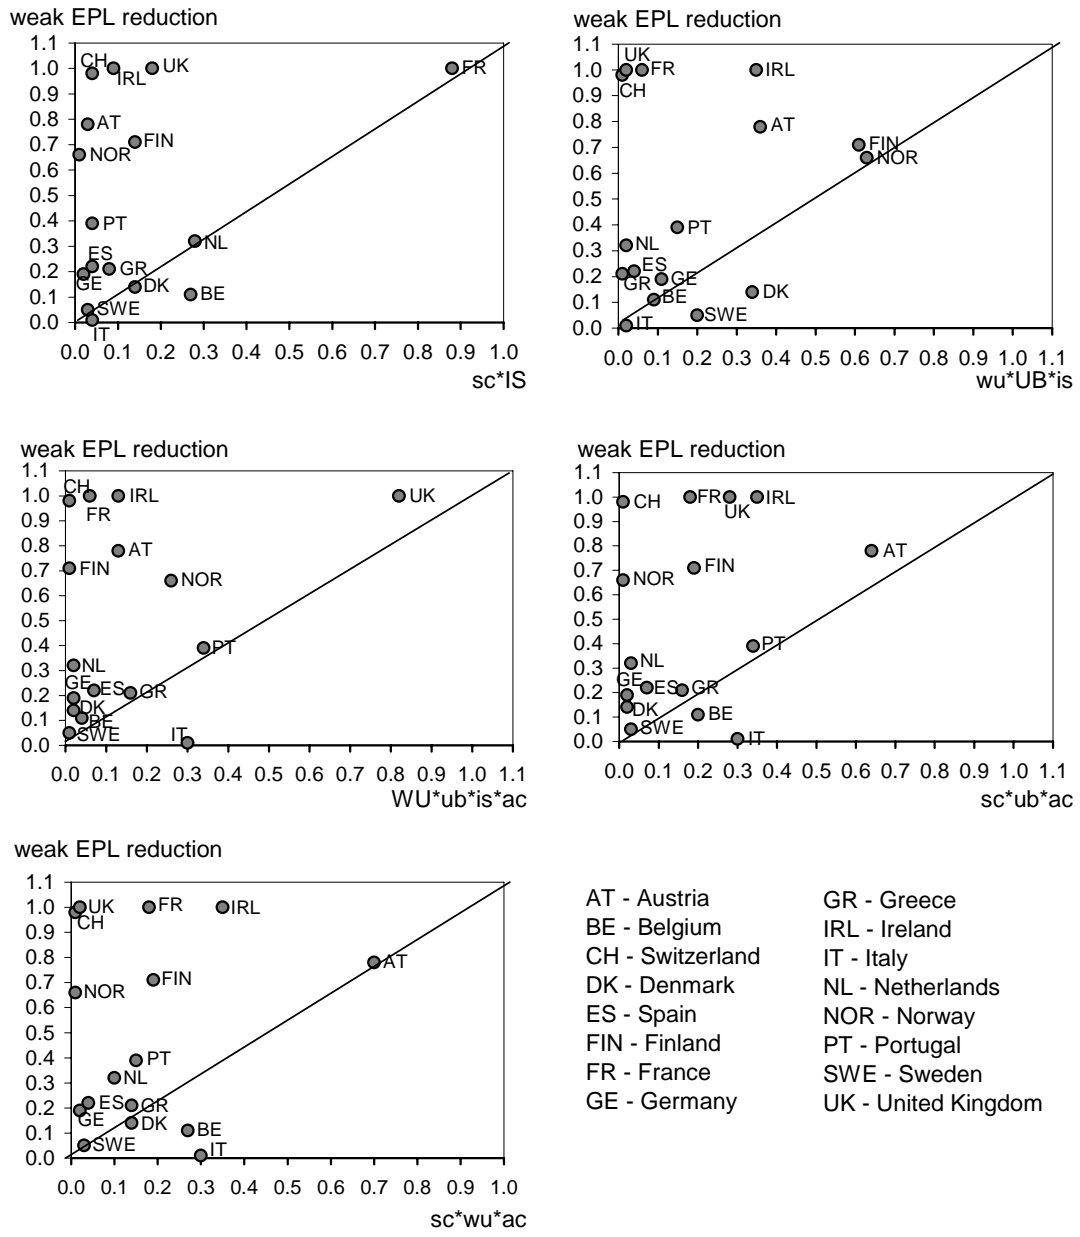 weak EPL reduction
1.1
1.0
0.9
0.8
0.7
0.6
0.5
0.4
0.3
0.2
0.1
0.0
CH
IRL
UK
FR
AT
FIN
NOR
PT
NL
ES
GR
GE
DK
BE
SWE
IT
0.0 0.1 0.2 0.3 0.4 0.5 0.6 0.7 0.8 0.9 1.0
sc*IS
weak EPL reduction
1.1
1.0
0.9
0.8
0.7
0.6
0.5
0.4
0.3
0.2
0.1
0.0
UK
FR
IRL
CH
AT
FIN
NOR
PT
NL
ES
GR
GE
BE
DK
SWE
IT
0.0 0.1 0.2 0.3 0.4 0.5 0.6 0.7 0.8 0.9 1.0 1.1
wu*UB*is
weak EPL reduction
1.1
1.0
0.9
0.8
0.7
0.6
0.5
0.4
0.3
0.2
0.1
0.0
CH
FR
IRL
UK
AT
FIN
NOR
PT
NL
GE
ES
GR
DK
BE
SWE
IT
0.0 0.1 0.2 0.3 0.4 0.5 0.6 0.7 0.8 0.9 1.0 1.1
WU*ub*is*ac
weak EPL reduction
1.1
1.0
0.9
0.8
0.7
0.6
0.5
0.4
0.3
0.2
0.1
0.0
CH
FR
UK
IRL
AT
FIN
NOR
PT
NL
GE
ES
GR
DK
BE
SWE
IT
0.0 0.1 0.2 0.3 0.4 0.5 0.6 0.7 0.8 0.9 1.0 1.1
sc*ub*ac
weak EPL reduction
1.1
1.0
0.9
0.8
0.7
0.6
0.5
0.4
0.3
0.2
0.1
0.0
UK
CH
FR
IRL
AT
FIN
NOR
PT
NL
ES
GR
GE
DK
BE
SWE
IT
0.0 0.1 0.2 0.3 0.4 0.5 0.6 0.7 0.8 0.9 1.0
sc*wu*ac
AT - Austria
BE - Belgium
CH - Switzerland
DK - Denmark
ES - Spain
FIN - Finland
FR - France
GE - Germany
GR - Greece
IRL - Ireland
IT - Italy
NL - Netherlands
NOR - Norway
PT - Portugal
SWE - Sweden
UK - United Kingdom